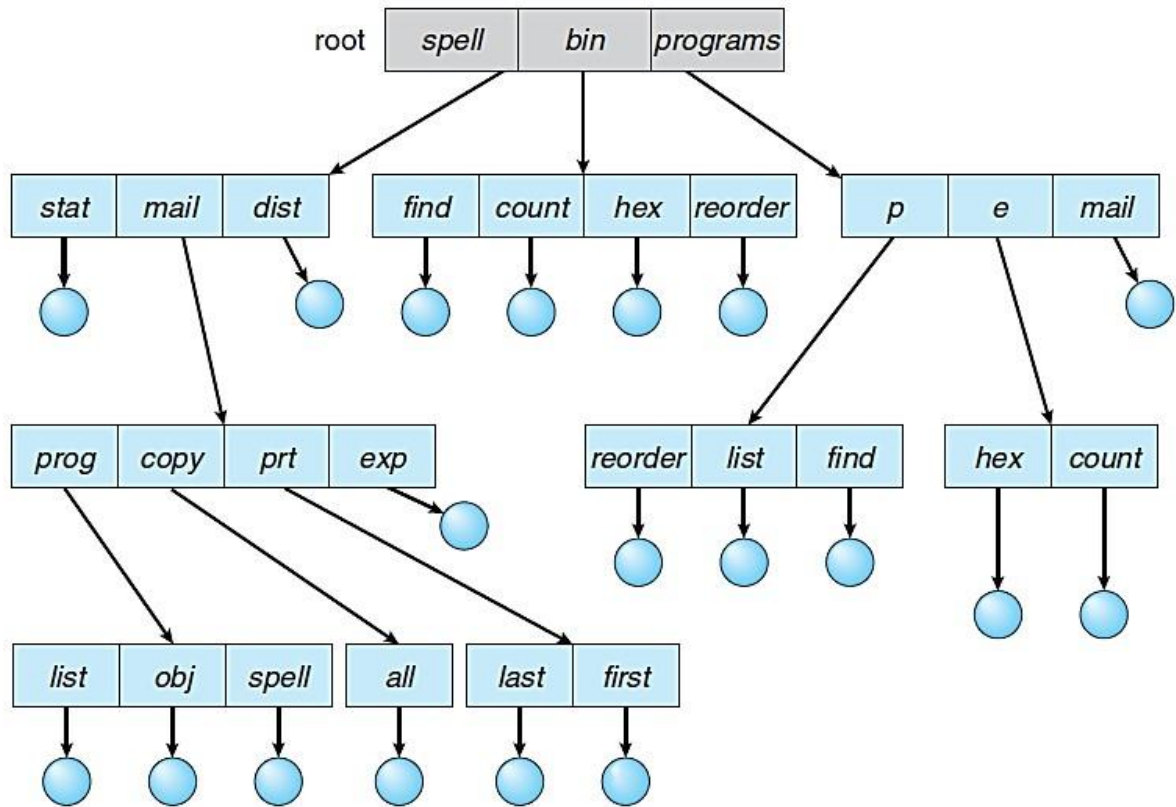 root spell bin programs
stat mail dist find count hex reorder p e mail
prog copy prt exp reorder list find hex count
list obj spell all last first